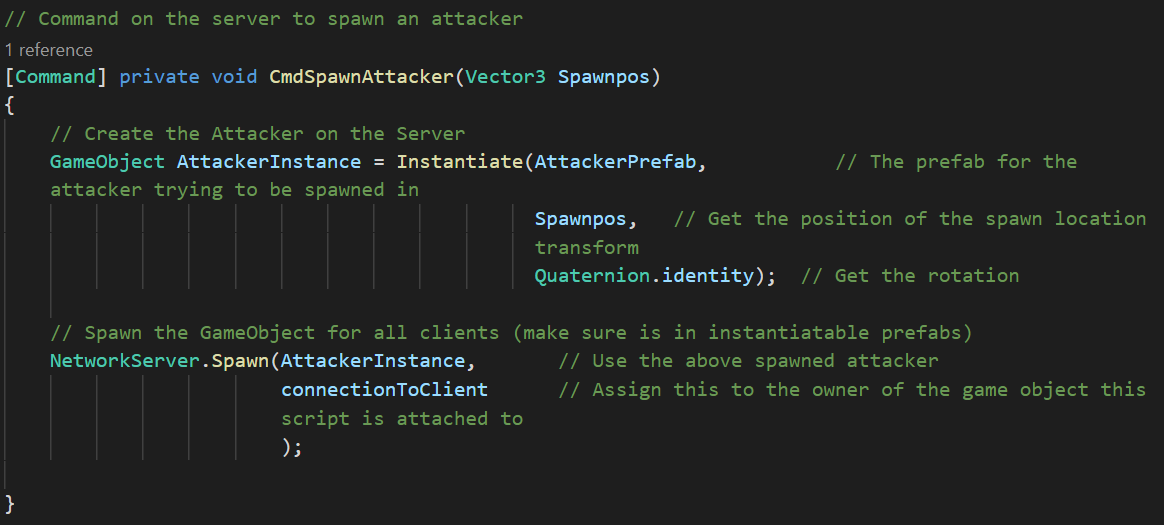 // Command on the server to spawn an attacker
1 reference
[Command] private void CmdSpawnAttacker(Vector3 Spawnpos)
{
// Create the Attacker on the Server
GameObject AttackerInstance = Instantiate(AttackerPrefab, // The prefab for the
attacker trying to be spawned in
Spawnpos, // Get the position of the spawn location
transform
Quaternion.identity); // Get the rotation
// Spawn the GameObject for all clients (make sure is in instantiatable prefabs)
NetworkServer.Spawn(AttackerInstance, // Use the above spawned attacker
connectionToClient // Assign this to the owner of the game object this
script is attached to
);
}